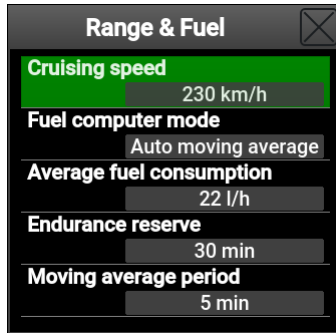 Range & Fuel
Cruising speed
230 km/h
Fuel computer mode
Auto moving average
Average fuel consumption
22 l/h
Endurance reserve
30 min
Moving average period
5 min